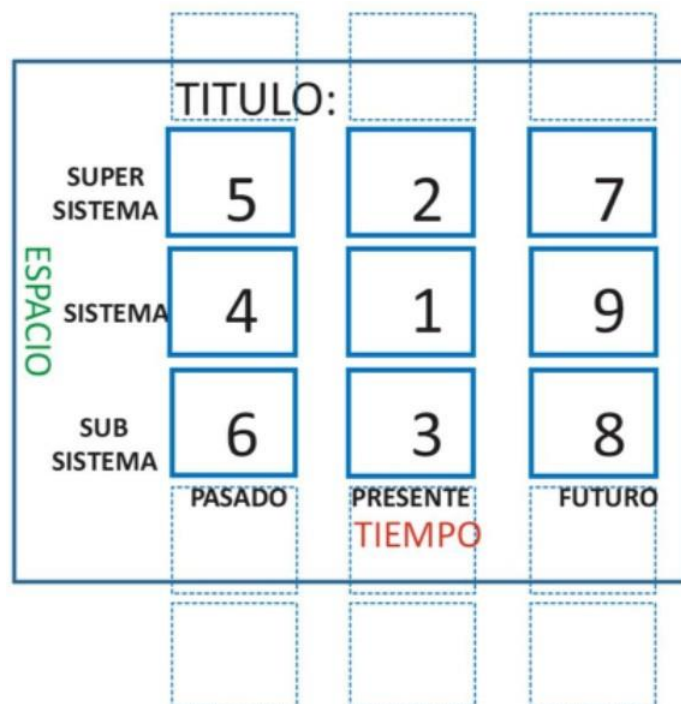 TITULO:
SUPER
SISTEMA
5
2
7
ESPACIO
SISTEMA
4
1
9
SUB
SISTEMA
6
3
8
PASADO
PRESENTE
FUTURO
TIEMPO